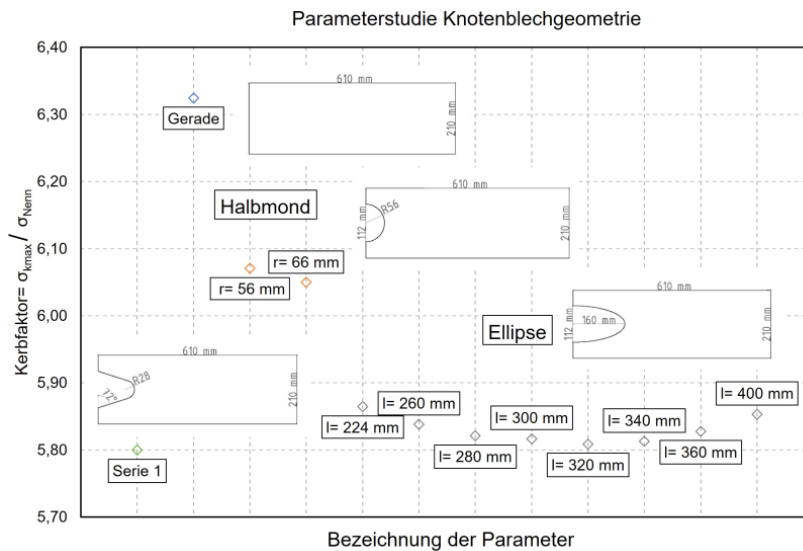 Parameterstudie Knotenblechgeometrie
Kerbfaktor= σkmax / σNenn
6,40
6,30
6,20
6,10
6,00
5,90
5,80
5,70
Gerade
610 mm
210 mm
Halbmond
610 mm
R56
112 mm
210 mm
r= 66 mm
r= 56 mm
Ellipse
610 mm
112 mm
160 mm
210 mm
610 mm
R28
72°
210 mm
Serie 1
l= 224 mm
l= 260 mm
l= 280 mm
l= 300 mm
l= 320 mm
l= 340 mm
l= 360 mm
l= 400 mm
Bezeichnung der Parameter